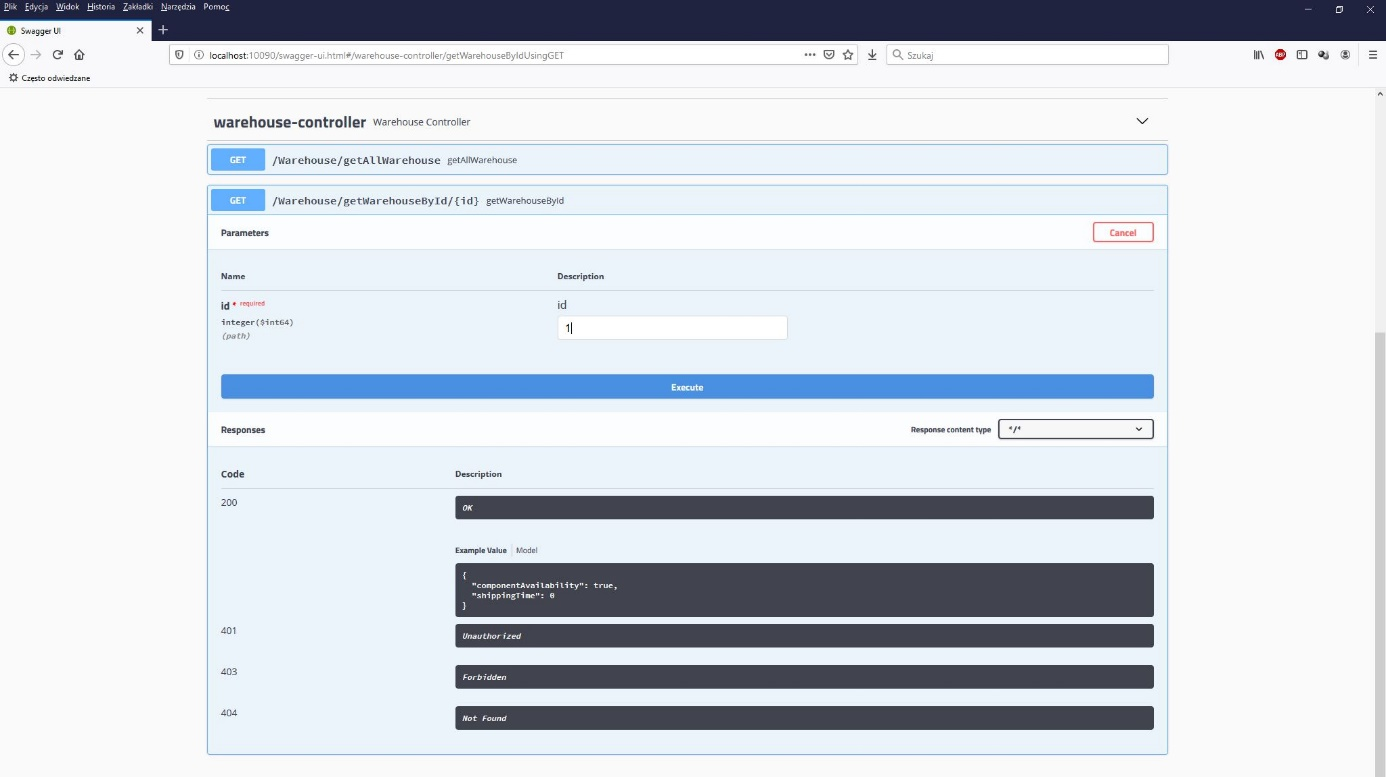 Plik Edycja Widok Historia Zakładki Narzędzia Pomoc
Swagger UI
localhost:10090/swagger-ui.html#/warehouse-controller/getWarehouseByIdUsingGET
Szukaj
Często odwiedzane
warehouse-controller Warehouse Controller
GET /Warehouse/getAllWarehouse getAllWarehouse
GET /Warehouse/getWarehouseById/{id} getWarehouseById
Parameters Cancel
Name Description
id * required id
integer($int64) 1
(path)
Execute
Responses Response content type */*
Code Description
200 OK
Example Value Model
{
"componentAvailability": true,
"shippingTime": 0
}
401 Unauthorized
403 Forbidden
404 Not Found